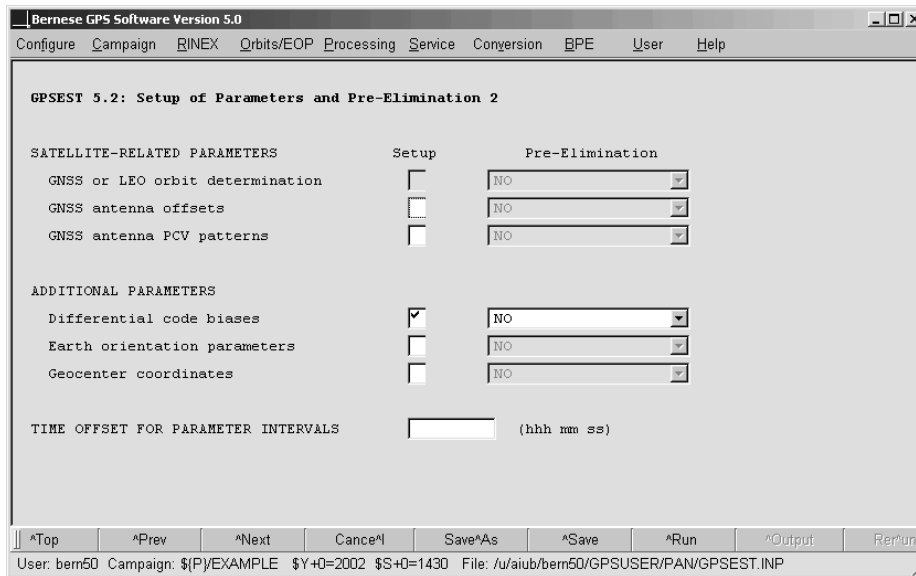 Bernese GPS Software Version 5.0
Configure Campaign RINEX Orbits/EOP Processing Service Conversion BPE User Help
GPSEST 5.2: Setup of Parameters and Pre-Elimination 2
SATELLITE-RELATED PARAMETERS Setup Pre-Elimination
GNSS or LEO orbit determination NO
GNSS antenna offsets NO
GNSS antenna PCV patterns NO
ADDITIONAL PARAMETERS
Differential code biases NO
Earth orientation parameters NO
Geocenter coordinates NO
TIME OFFSET FOR PARAMETER INTERVALS (hhh mm ss)
^Top ^Prev ^Next Cance^l Save^As ^Save ^Run ^Output Rer^un
User: bern50 Campaign: ${P}/EXAMPLE $Y+0=2002 $S+0=1430 File: /u/aiub/bern50/GPSUSER/PAN/GPSEST.INP